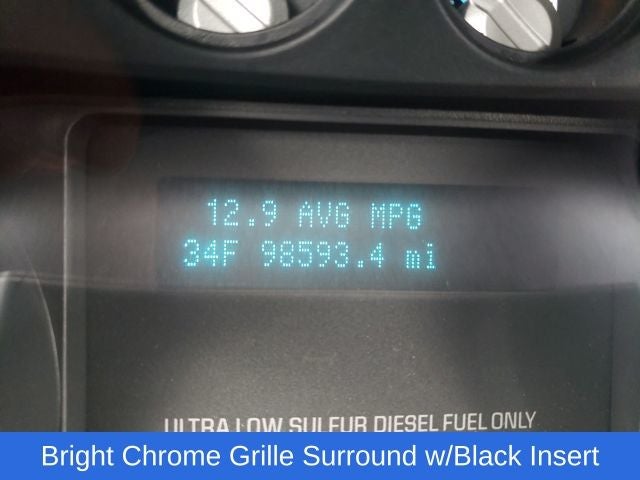 12.9 AVG MPG
34F 98593.4 mi
ULTRA LOW SULFUR DIESEL FUEL ONLY
Bright Chrome Grille Surround w/Black Insert